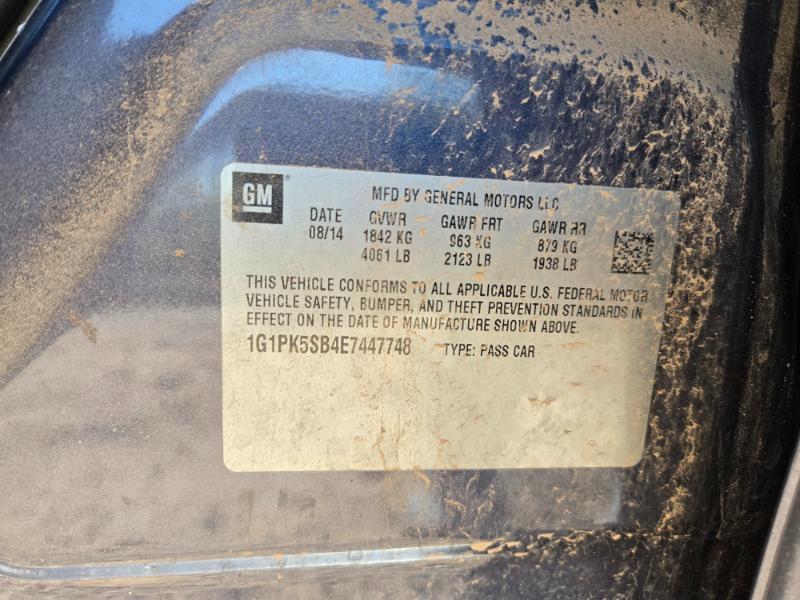 GM ® MFD BY GENERAL MOTORS LLC
DATE GVWR GAWR FRT GAWR RR
08/14 1842 KG 963 KG 879 KG
4061 LB 2123 LB 1938 LB
THIS VEHICLE CONFORMS TO ALL APPLICABLE U.S. FEDERAL MOTOR
VEHICLE SAFETY, BUMPER, AND THEFT PREVENTION STANDARDS IN
EFFECT ON THE DATE OF MANUFACTURE SHOWN ABOVE.
1G1PK5SB4E7447748 TYPE: PASS CAR